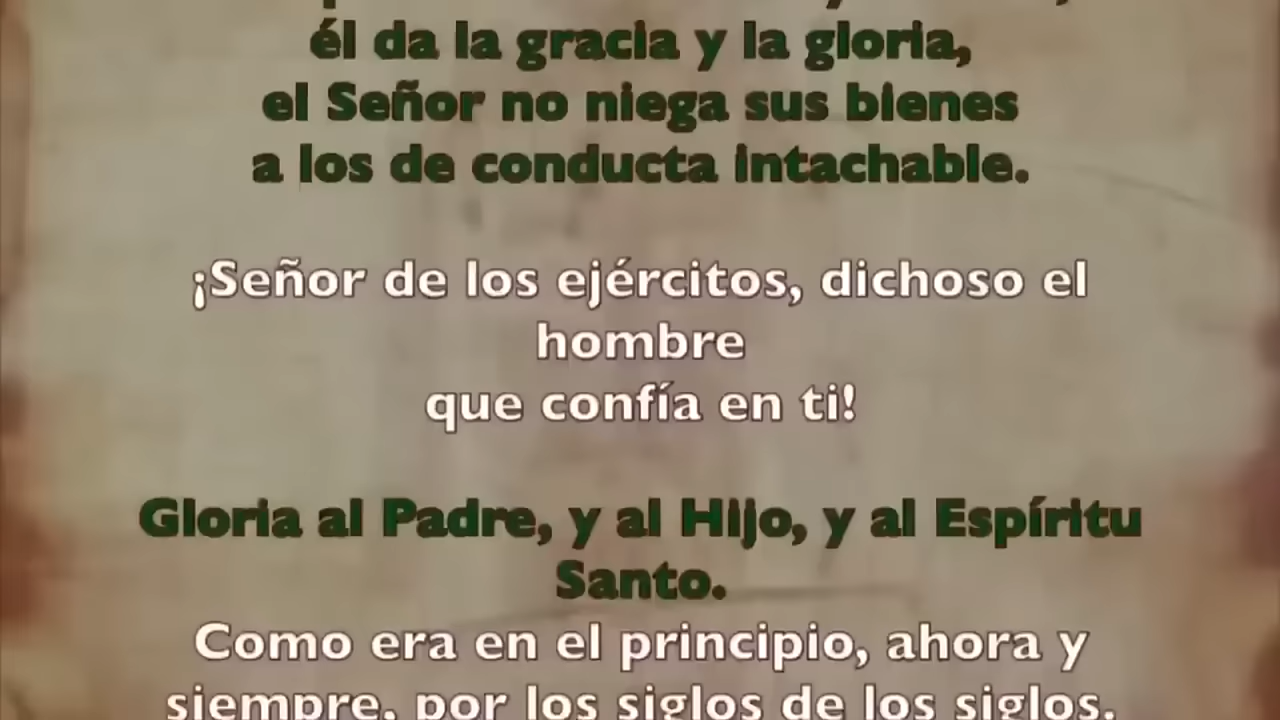 él da la gracia y la gloria,
el Señor no niega sus bienes
a los de conducta intachable.
¡Señor de los ejércitos, dichoso el
hombre
que confía en ti!
Gloria al Padre, y al Hijo, y al Espíritu
Santo.
Como era en el principio, ahora y
siempre, por los siglos de los siglos.